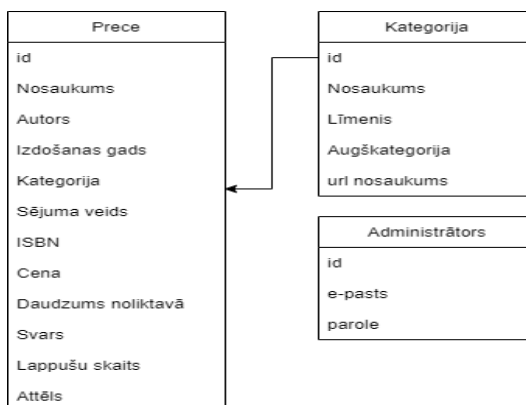 Prece
id
Nosaukums
Autors
Izdošanas gads
Kategorija
Sējuma veids
ISBN
Cena
Daudzums noliktavā
Svars
Lappušu skaits
Attēls
Kategorija
id
Nosaukums
Līmenis
Augškategorija
url nosaukums
Administrātors
id
e-pasts
parole